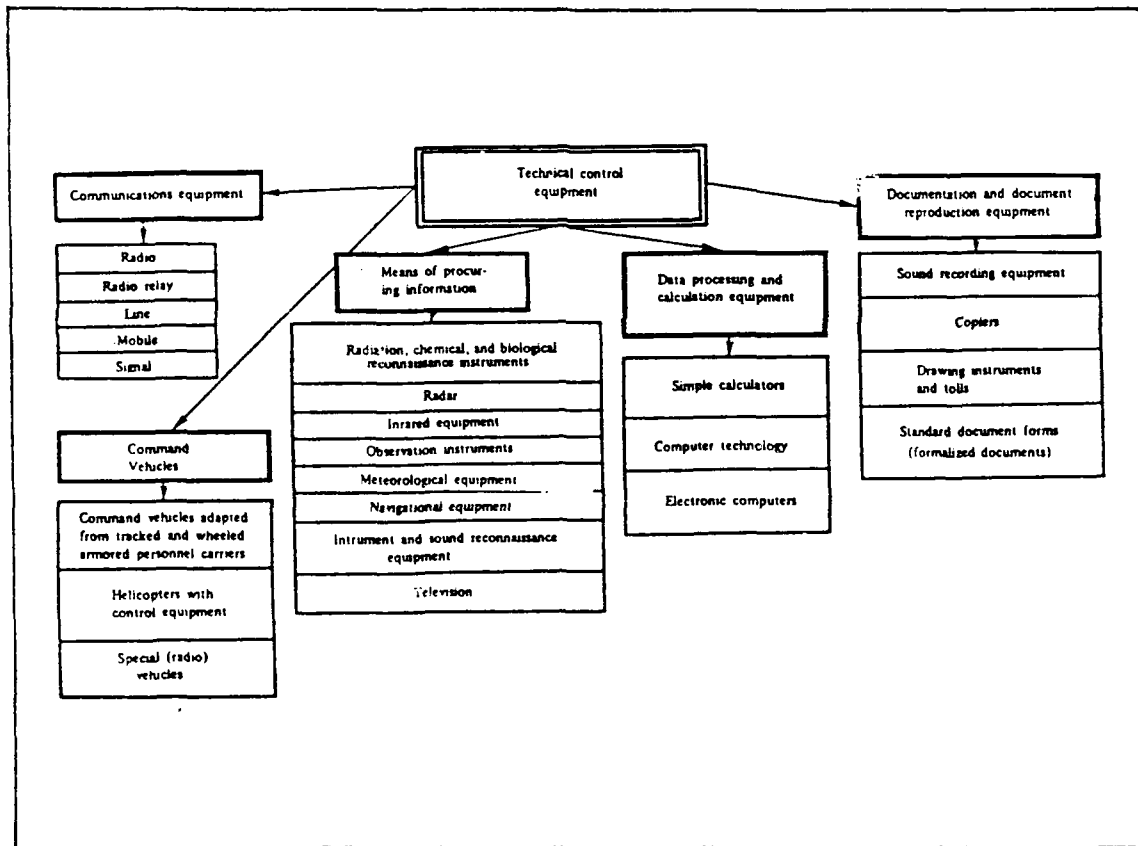 Technical control
equipment
Communications equipment
Radio
Radio relay
Line
Mobile
Signal
Command
Vehicles
Command vehicles adapted
from tracked and wheeled
armored personnel carriers
Helicopters with
control equipment
Special (radio)
vehicles
Means of procur-
ing information
Radiation, chemical, and biological
reconnaissance instruments
Radar
Inrared equipment
Observation instruments
Meteorological equipment
Navigational equipment
Intrument and sound reconnaissance
equipment
Television
Data processing and
calculation equipment
Simple calculators
Computer technology
Electronic computers
Documentation and document
reproduction equipment
Sound recording equipment
Copiers
Drawing instruments
and tolls
Standard document forms
(formalized documents)